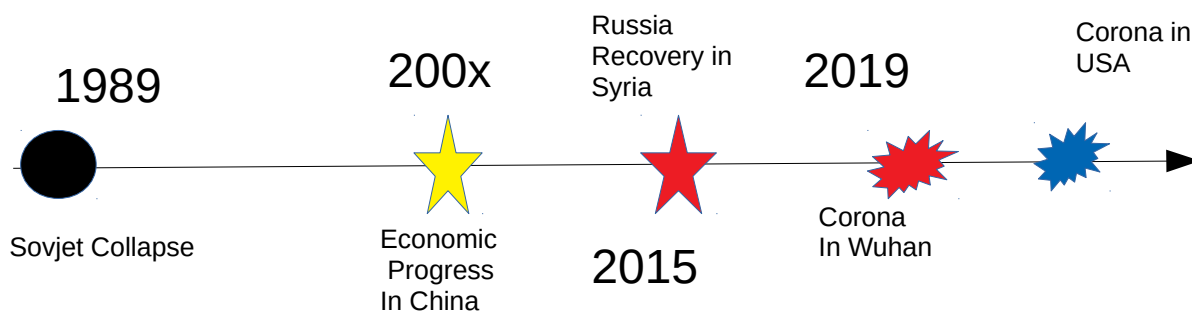 1989
Sovjet Collapse
200x
Economic
Progress
In China
Russia
Recovery in
Syria
2015
2019
Corona
In Wuhan
Corona in
USA